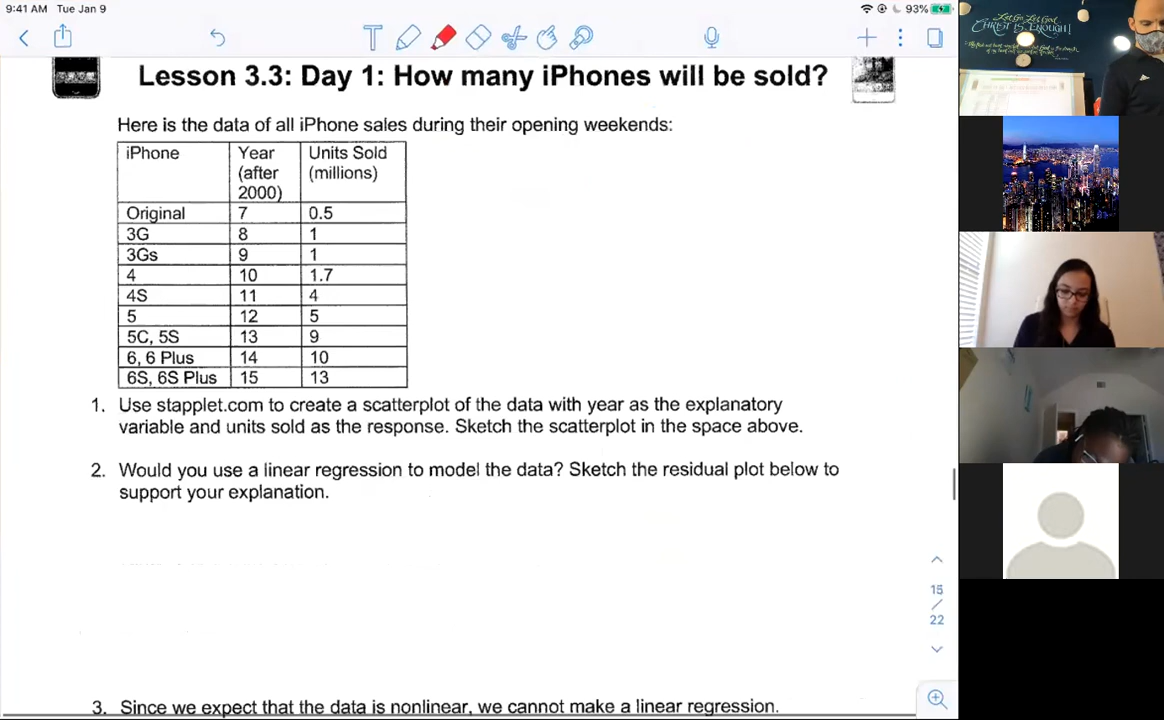 9:41 AM Tue Jan 9
93%
Lesson 3.3: Day 1: How many iPhones will be sold?
Here is the data of all iPhone sales during their opening weekends:
iPhone Year (after 2000) Units Sold (millions)
Original 7 0.5
3G 8 1
3Gs 9 1
4 10 1.7
4S 11 4
5 12 5
5C, 5S 13 9
6, 6 Plus 14 10
6S, 6S Plus 15 13
1. Use stapplet.com to create a scatterplot of the data with year as the explanatory
variable and units sold as the response. Sketch the scatterplot in the space above.
2. Would you use a linear regression to model the data? Sketch the residual plot below to
support your explanation.
15
/
22
3. Since we expect that the data is nonlinear, we cannot make a linear regression.
Let Go, Let God
CHRIST IS ENOUGH!